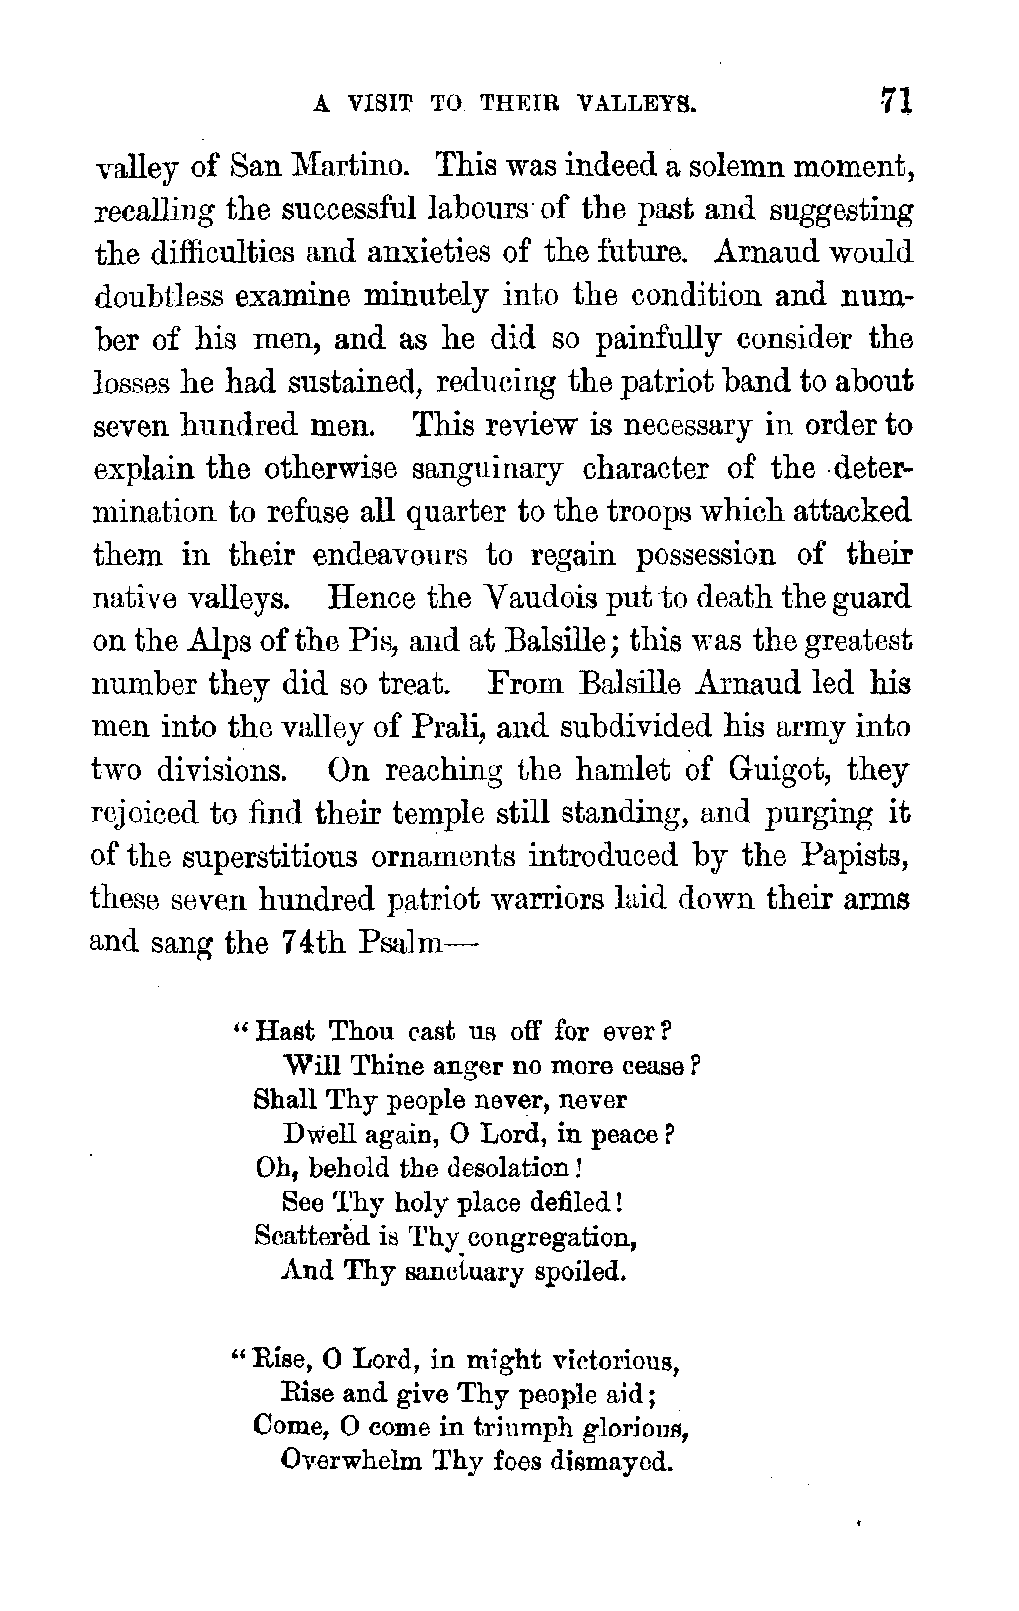 A VISIT TO THEIR VALLEYS. 71
valley of San Martino. This was indeed a solemn moment,
recalling the successful labours of the past and suggesting
the difficulties and anxieties of the future. Arnaud would
doubtless examine minutely into the condition and num-
ber of his men, and as he did so painfully consider the
losses he had sustained, reducing the patriot band to about
seven hundred men. This review is necessary in order to
explain the otherwise sanguinary character of the deter-
mination to refuse all quarter to the troops which attacked
them in their endeavours to regain possession of their
native valleys. Hence the Vaudois put to death the guard
on the Alps of the Pis, and at Balsille; this was the greatest
number they did so treat. From Balsille Arnaud led his
men into the valley of Prali, and subdivided his army into
two divisions. On reaching the hamlet of Guigot, they
rejoiced to find their temple still standing, and purging it
of the superstitious ornaments introduced by the Papists,
these seven hundred patriot warriors laid down their arms
and sang the 74th Psalm—
"Hast Thou cast us off for ever?
Will Thine anger no more cease?
Shall Thy people never, never
Dwell again, O Lord, in peace?
Oh, behold the desolation!
See Thy holy place defiled!
Scatterèd is Thy congregation,
And Thy sanctuary spoiled.
"Rise, O Lord, in might victorious,
Rise and give Thy people aid;
Come, O come in triumph glorious,
Overwhelm Thy foes dismayed.